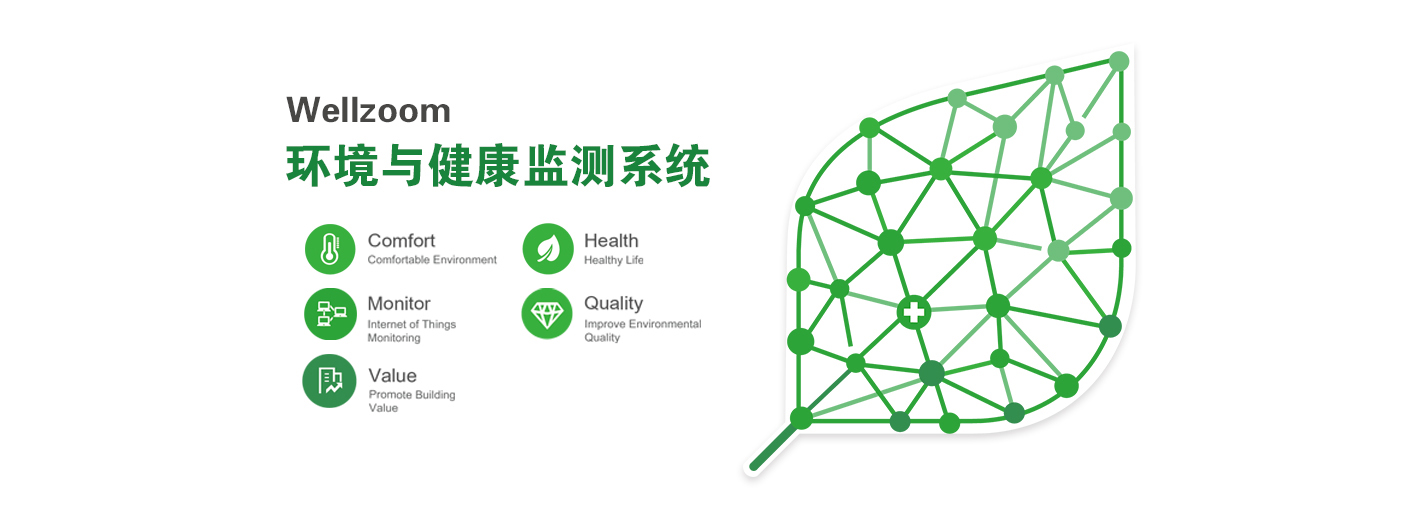 Wellzoom
环境与健康监测系统
Comfort
Comfortable Environment
Health
Healthy Life
Monitor
Internet of Things
Monitoring
Quality
Improve Environmental
Quality
Value
Promote Building
Value